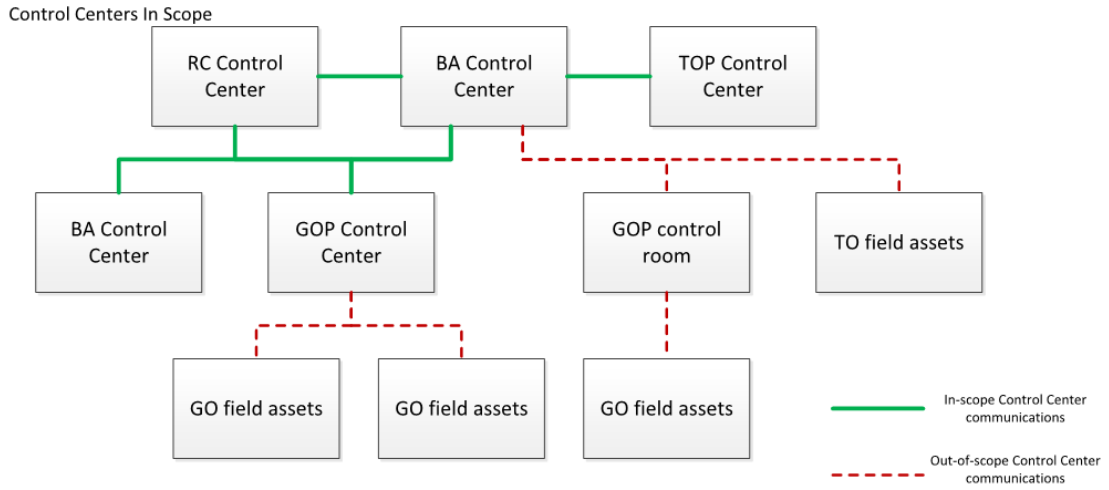 Control Centers In Scope
RC Control
Center
BA Control
Center
TOP Control
Center
BA Control
Center
GOP Control
Center
GOP control
room
TO field assets
GO field assets
GO field assets
GO field assets
In-scope Control Center
communications
Out-of-scope Control Center
communications